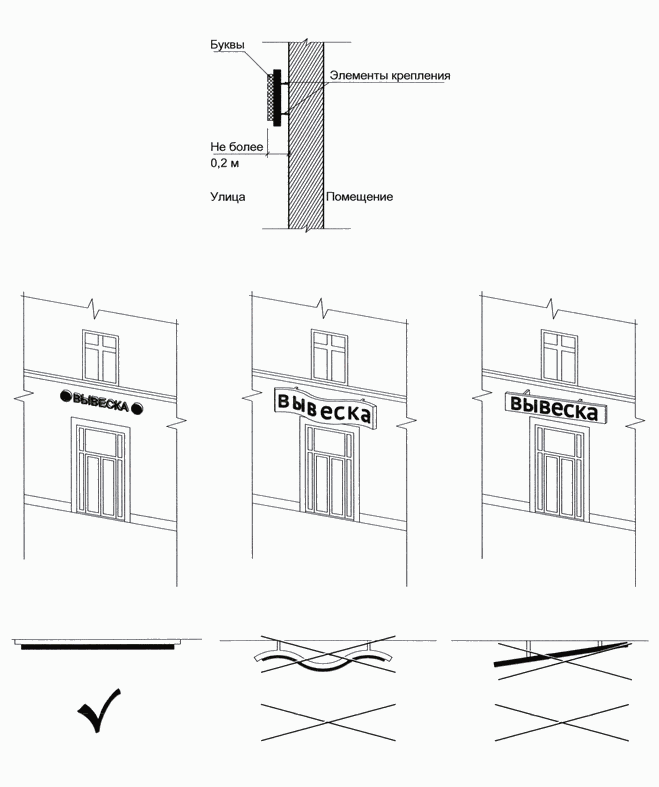 Буквы
Элементы крепления
Не более
0,2 м
Улица
Помещение
ВЫВЕСКА
вывеска
вывеска